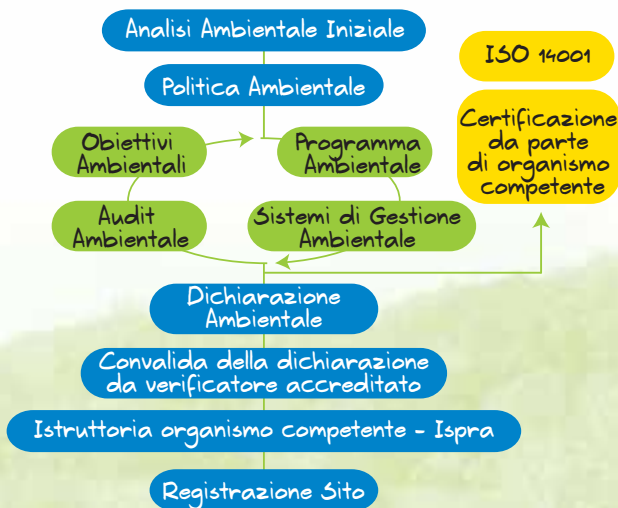 Analisi Ambientale Iniziale
ISO 14001
Politica Ambientale
Certificazione
da parte
di organismo
competente
Obiettivi
Ambientali
Programma
Ambientale
Audit
Ambientale
Sistemi di Gestione
Ambientale
Dichiarazione
Ambientale
Convalida della dichiarazione
da verificatore accreditato
Istruttoria organismo competente - Ispra
Registrazione Sito